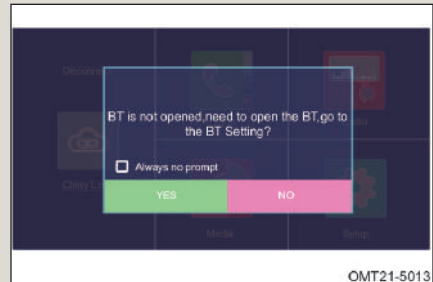 Discover
BT is not opened,need to open the BT,go to
the BT Setting?
Always no prompt
YES
NO
Media
Setup
OMT21-5013